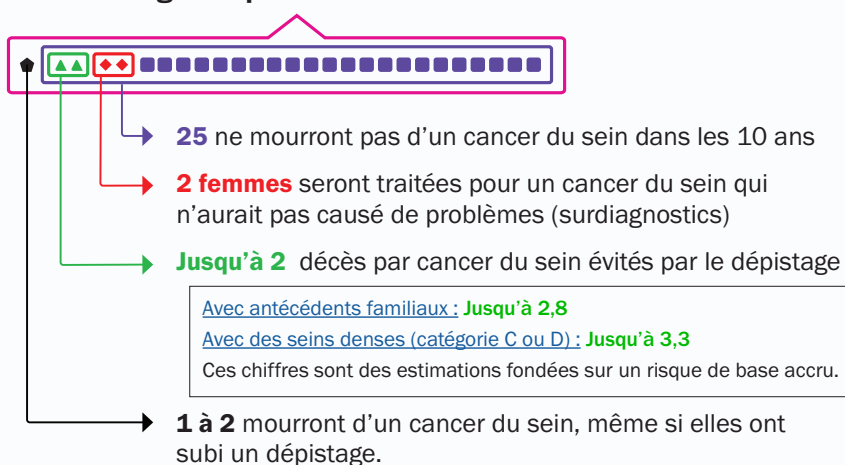 25 ne mourront pas d’un cancer du sein dans les 10 ans
2 femmes seront traitées pour un cancer du sein qui
n’aurait pas causé de problèmes (surdiagnostics)
Jusqu’à 2 décès par cancer du sein évités par le dépistage
Avec antécédents familiaux : Jusqu’à 2,8
Avec des seins denses (catégorie C ou D) : Jusqu’à 3,3
Ces chiffres sont des estimations fondées sur un risque de base accru.
1 à 2 mourront d’un cancer du sein, même si elles ont
subi un dépistage.